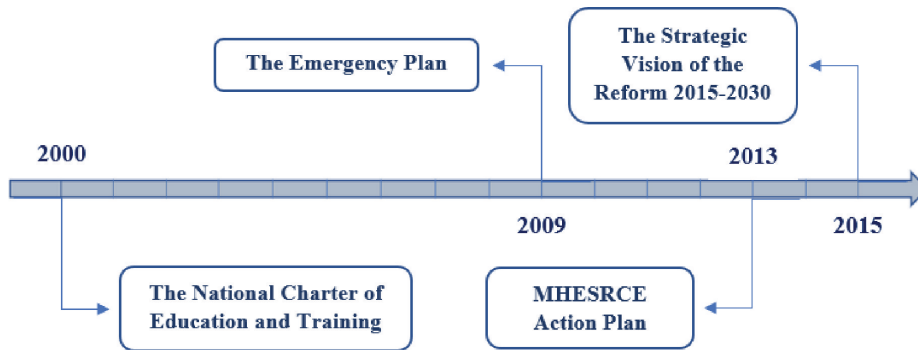 The Emergency Plan
The Strategic
Vision of the
Reform 2015-2030
2000
2013
2009
2015
The National Charter of
Education and Training
MHESRCE
Action Plan